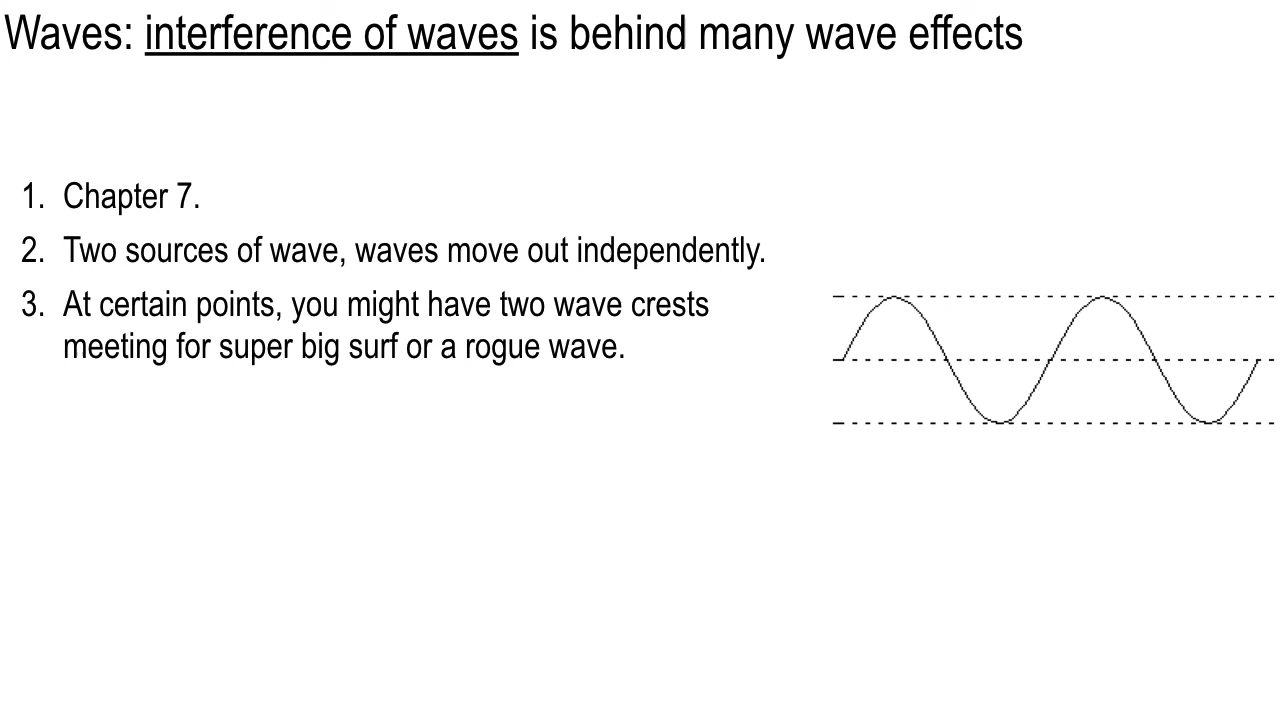 Waves: interference of waves is behind many wave effects
1. Chapter 7.
2. Two sources of wave, waves move out independently.
3. At certain points, you might have two wave crests
meeting for super big surf or a rogue wave.